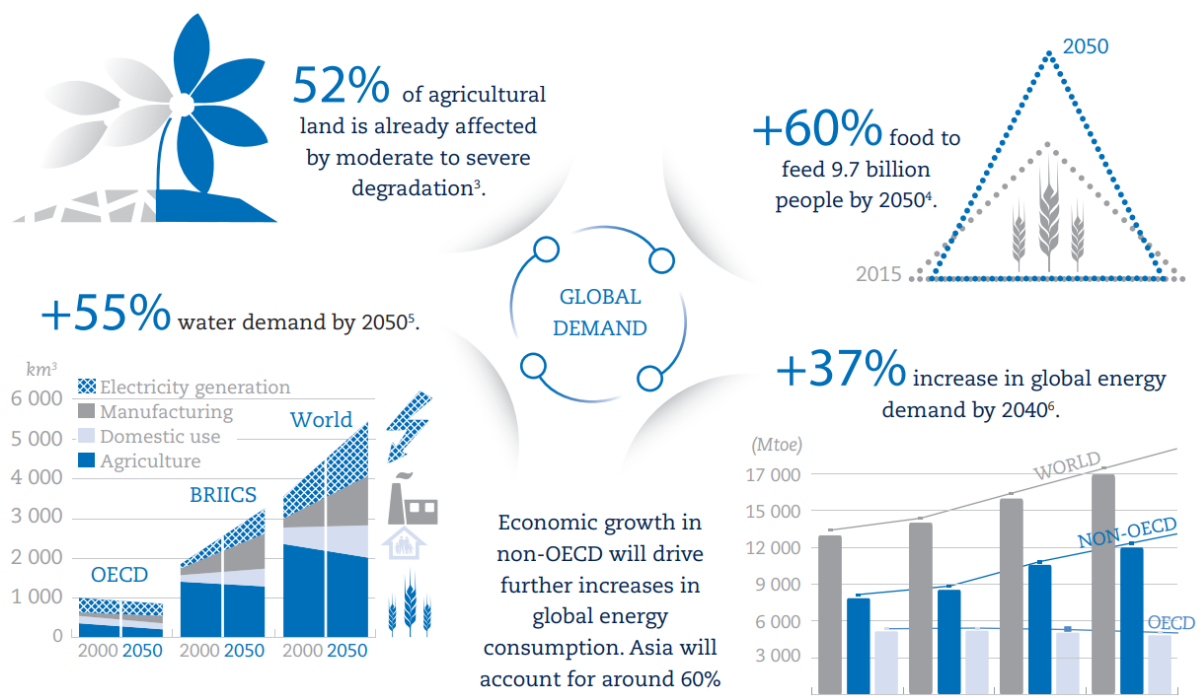 52% of agricultural
land is already affected
by moderate to severe
degradation³.
2050
+60% food to
feed 9.7 billion
people by 2050⁴.
2015
GLOBAL
DEMAND
+55% water demand by 2050⁵.
km³
Electricity generation
Manufacturing
Domestic use
Agriculture
6 000
5 000
4 000
3 000
2 000
1 000
0
OECD
BRIICS
World
2000 2050
2000 2050
2000 2050
Economic growth in
non-OECD will drive
further increases in
global energy
consumption. Asia will
account for around 60%
+37% increase in global energy
demand by 2040⁶.
(Mtoe)
17 000
15 000
12 000
9 000
6 000
3 000
WORLD
NON-OECD
OECD